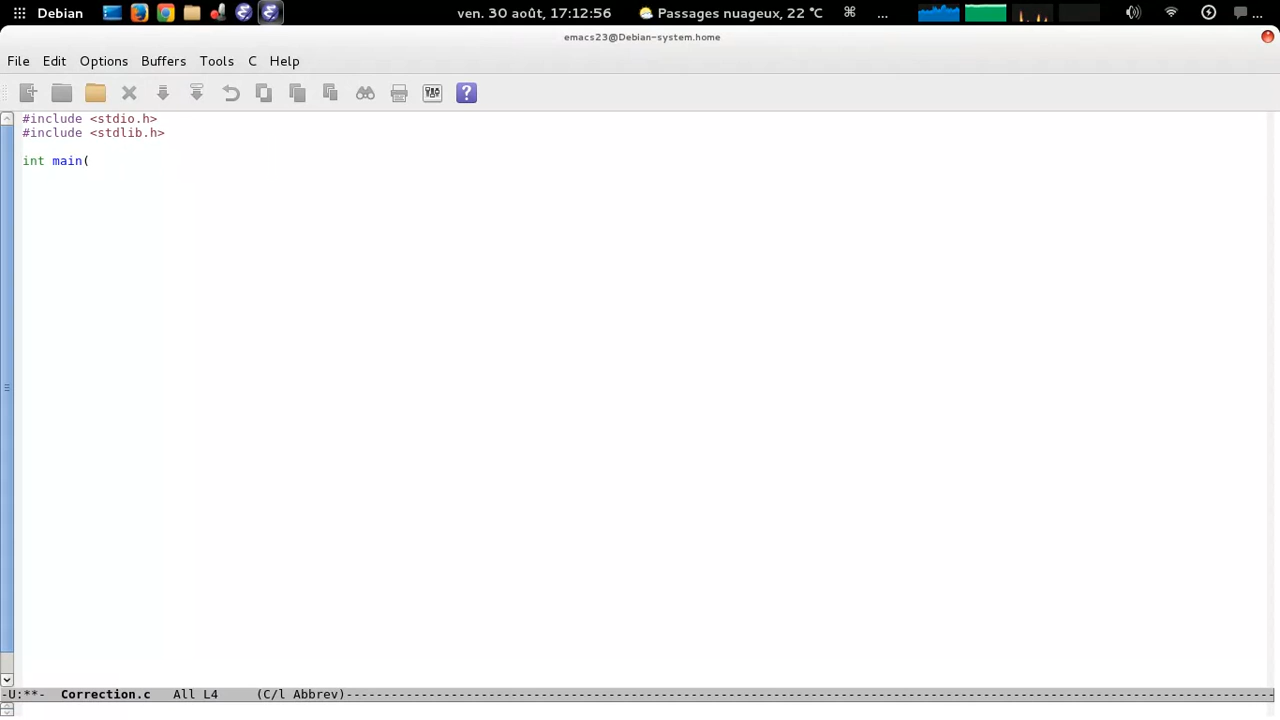 Debian
ven. 30 août, 17:12:56
Passages nuageux, 22 °C
⌘
...
...
emacs23@Debian-system.home
File Edit Options Buffers Tools C Help
#include <stdio.h>
#include <stdlib.h>
int main(
-U:**- Correction.c All L4 (C/l Abbrev)--------------------------------------------------------------------------------------------------------------------------------